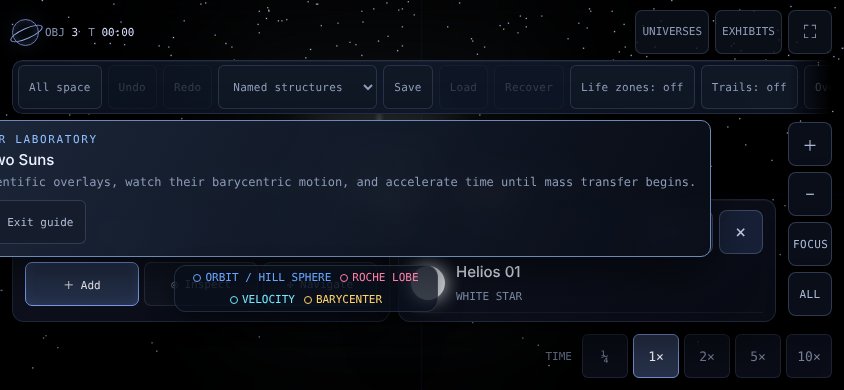 OBJ 3 T 00:00
UNIVERSES
EXHIBITS
All space
Undo
Redo
Named structures
Save
Load
Recover
Life zones: off
Trails: off
Ov
R LABORATORY
wo Suns
entific overlays, watch their barycentric motion, and accelerate time until mass transfer begins.
Exit guide
+
−
FOCUS
ALL
×
+ Add
Inspect
Navigate
ORBIT / HILL SPHERE
ROCHE LOBE
VELOCITY
BARYCENTER
Helios 01
WHITE STAR
TIME
¼
1×
2×
5×
10×